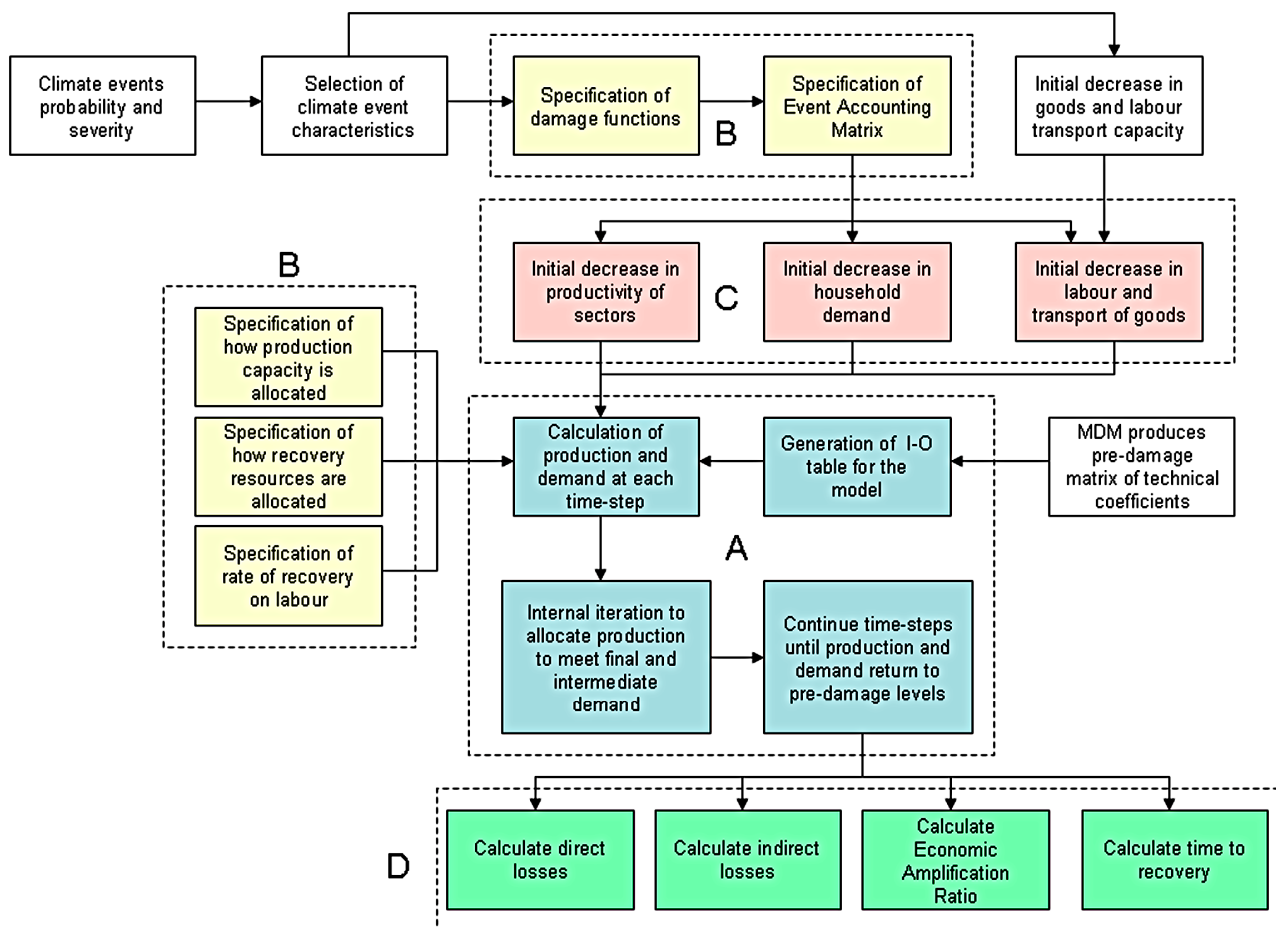 Climate events
probability and
severity
Selection of
climate event
characteristics
Specification of
damage functions
B
Specification of
Event Accounting
Matrix
Initial decrease in
goods and labour
transport capacity
Initial decrease in
productivity of
sectors
C
Initial decrease in
household
demand
Initial decrease in
labour and
transport of goods
B
Specification of
how production
capacity is
allocated
Specification of
how recovery
resources are
allocated
Specification of
rate of recovery
on labour
Calculation of
production and
demand at each
time-step
Generation of I-O
table for the
model
MDM produces
pre-damage
matrix of technical
coefficients
A
Internal iteration to
allocate production
to meet final and
intermediate
demand
Continue time-steps
until production and
demand return to
pre-damage levels
D
Calculate direct
losses
Calculate indirect
losses
Calculate
Economic
Amplification
Ratio
Calculate time to
recovery